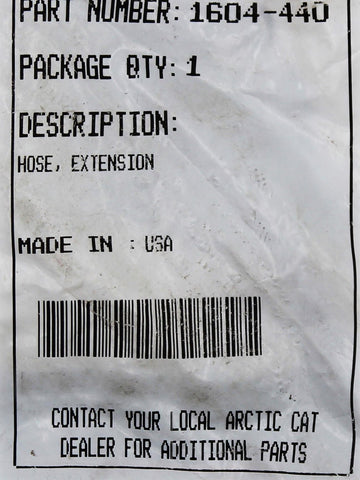 PART NUMBER: 1604-440
PACKAGE QTY: 1
DESCRIPTION:
HOSE, EXTENSION
MADE IN : USA
CONTACT YOUR LOCAL ARCTIC CAT
DEALER FOR ADDITIONAL PARTS